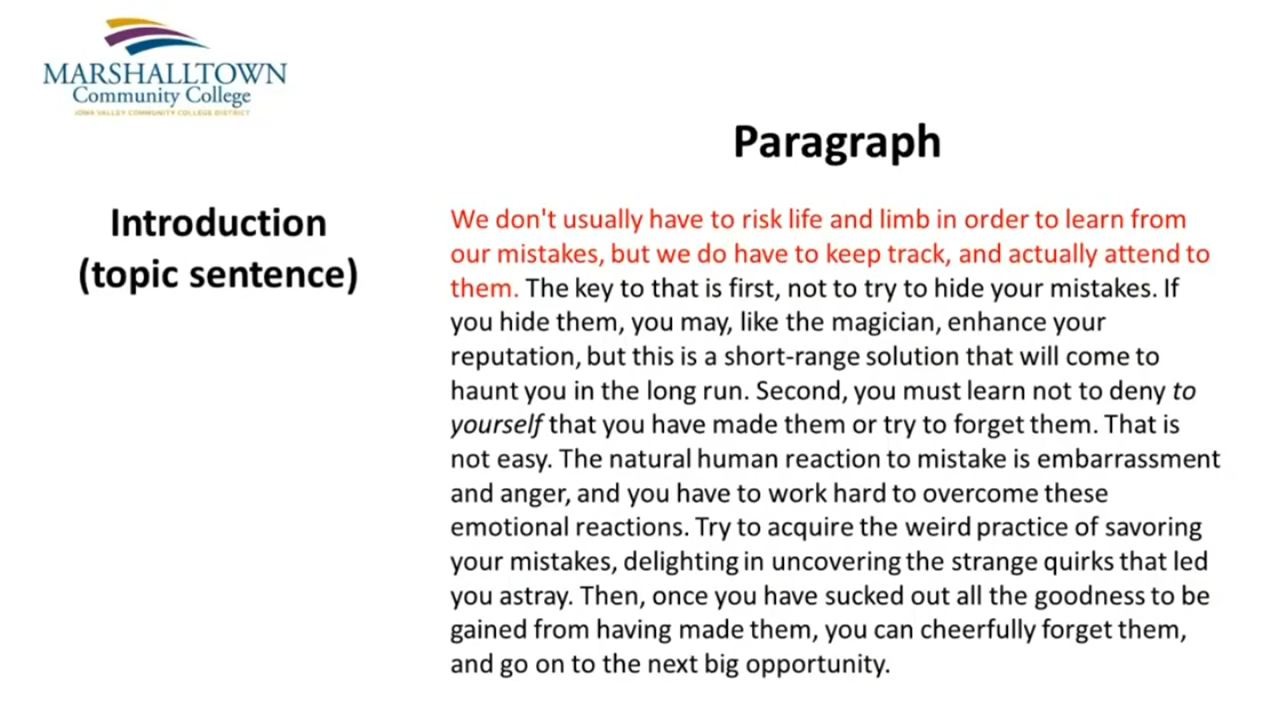 MARSHALLTOWN
Community College
IOWA VALLEY COMMUNITY COLLEGE DISTRICT
Paragraph
Introduction
(topic sentence)
We don't usually have to risk life and limb in order to learn from
our mistakes, but we do have to keep track, and actually attend to
them. The key to that is first, not to try to hide your mistakes. If
you hide them, you may, like the magician, enhance your
reputation, but this is a short-range solution that will come to
haunt you in the long run. Second, you must learn not to deny to
yourself that you have made them or try to forget them. That is
not easy. The natural human reaction to mistake is embarrassment
and anger, and you have to work hard to overcome these
emotional reactions. Try to acquire the weird practice of savoring
your mistakes, delighting in uncovering the strange quirks that led
you astray. Then, once you have sucked out all the goodness to be
gained from having made them, you can cheerfully forget them,
and go on to the next big opportunity.